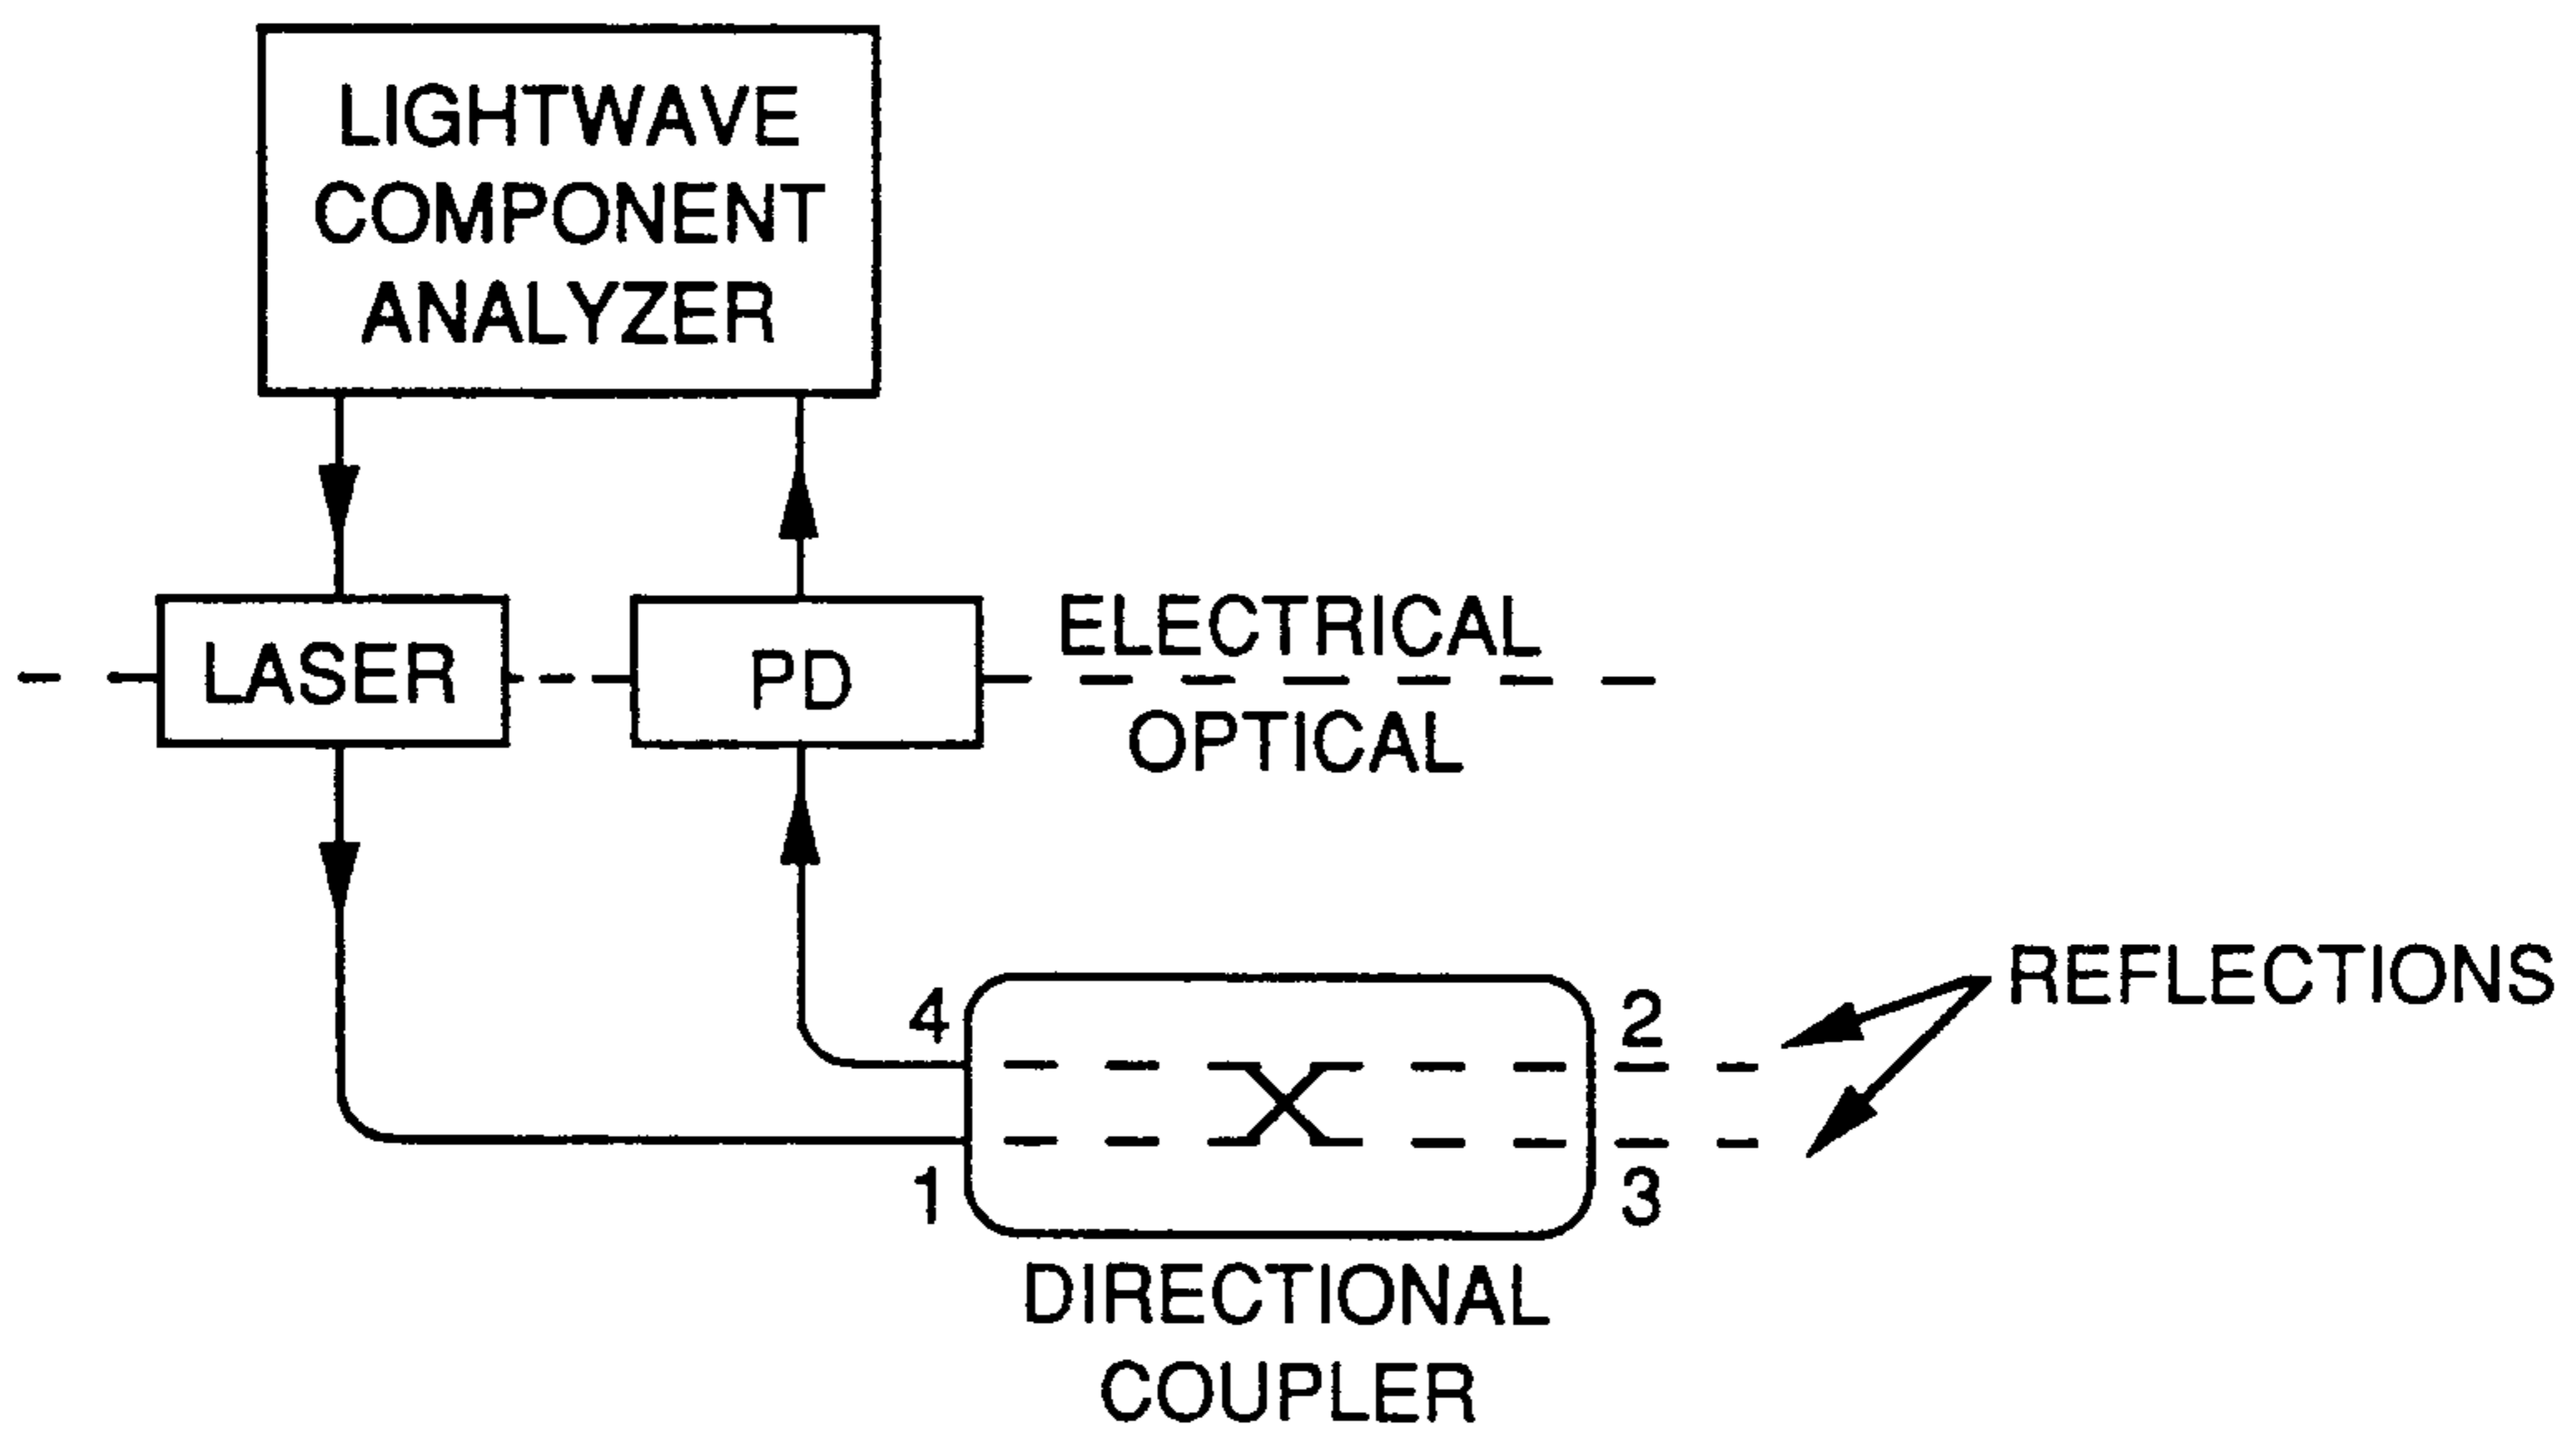 LIGHTWAVE
COMPONENT
ANALYZER
LASER
PD
ELECTRICAL
OPTICAL
4
2
REFLECTIONS
1
3
DIRECTIONAL
COUPLER